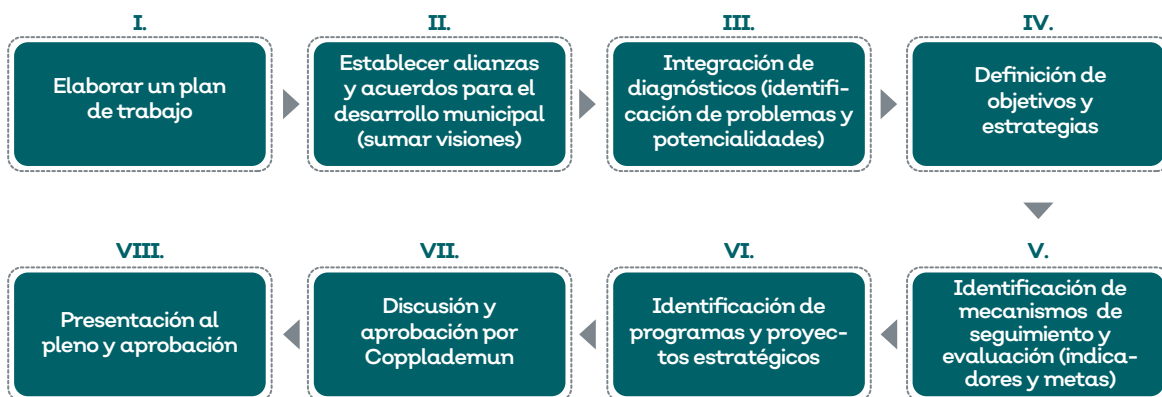 I.
Elaborar un plan
de trabajo
II.
Establecer alianzas
y acuerdos para el
desarrollo municipal
(sumar visiones)
III.
Integración de
diagnósticos (identifi-
cación de problemas y
potencialidades)
IV.
Definición de
objetivos y
estrategias
V.
Identificación de
mecanismos de
seguimiento y
evaluación (indica-
dores y metas)
VI.
Identificación de
programas y proyec-
tos estratégicos
VII.
Discusión y
aprobación por
Copplademun
VIII.
Presentación al
pleno y aprobación